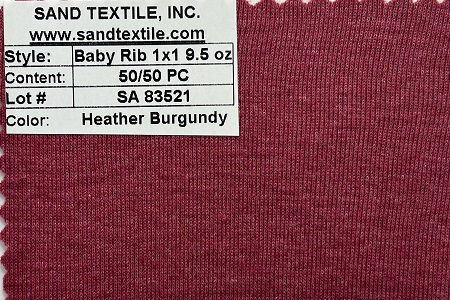 SAND TEXTILE, INC.
www.sandtextile.com
Style: Baby Rib 1x1 9.5 oz
Content: 50/50 PC
Lot # SA 83521
Color: Heather Burgundy